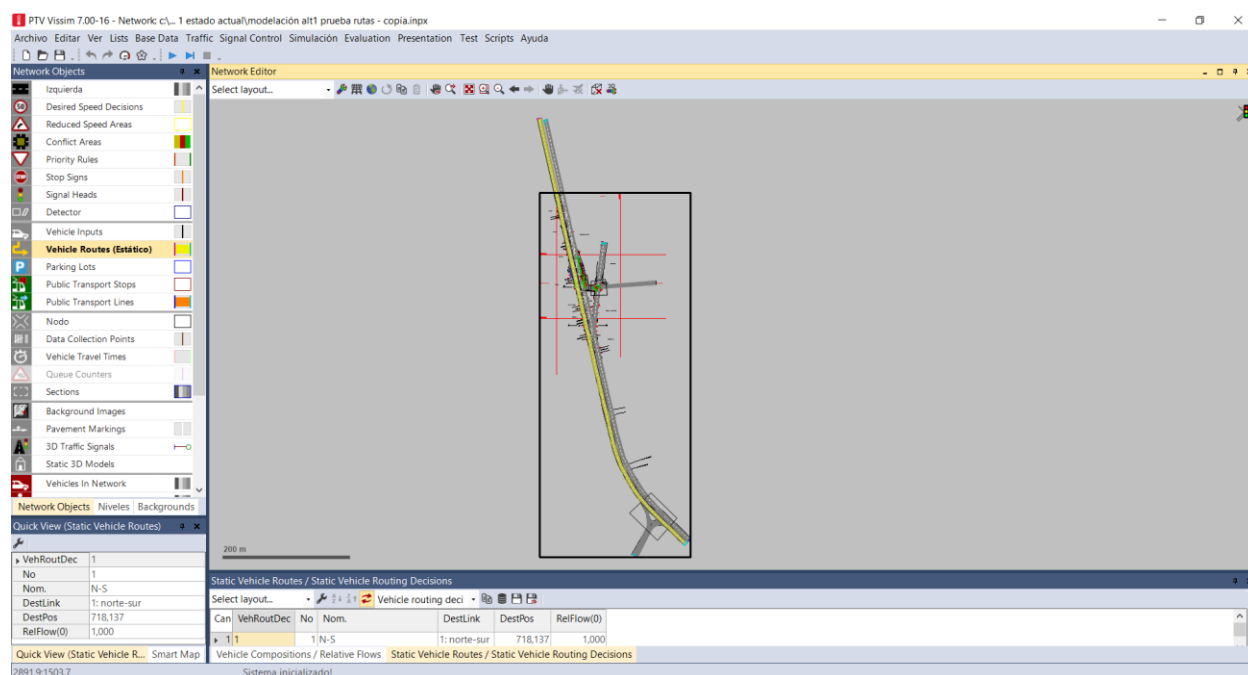 PTV Vissim 7.00-16 - Network: c:\... 1 estado actual\modelación alt1 prueba rutas - copia.inpx
Archivo Editar Ver Lists Base Data Traffic Signal Control Simulación Evaluation Presentation Test Scripts Ayuda
Network Objects
Izquierda
50 Desired Speed Decisions
Reduced Speed Areas
Conflict Areas
Priority Rules
Stop Signs
Signal Heads
Detector
Vehicle Inputs
Vehicle Routes (Estático)
P Parking Lots
Public Transport Stops
Public Transport Lines
Nodo
Data Collection Points
Vehicle Travel Times
Queue Counters
Sections
Background Images
Pavement Markings
3D Traffic Signals
Static 3D Models
Vehicles In Network
Network Objects Niveles Backgrounds
Quick View (Static Vehicle Routes)
VehRoutDec 1
No 1
Nom. N-S
DestLink 1: norte-sur
DestPos 718,137
RelFlow(0) 1,000
Quick View (Static Vehicle R... Smart Map
Network Editor
Select layout...
200 m
Static Vehicle Routes / Static Vehicle Routing Decisions
Select layout... Vehicle routing deci
Can VehRoutDec No Nom. DestLink DestPos RelFlow(0)
1 1 1 N-S 1: norte-sur 718,137 1,000
Vehicle Compositions / Relative Flows Static Vehicle Routes / Static Vehicle Routing Decisions
2891.9:1503.7 Sistema inicializado!